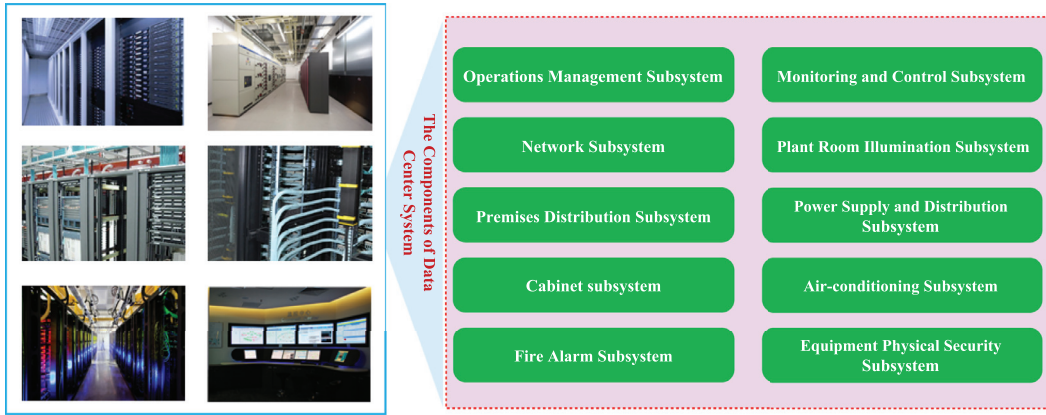 The Components of Data
Center System
Operations Management Subsystem
Monitoring and Control Subsystem
Network Subsystem
Plant Room Illumination Subsystem
Premises Distribution Subsystem
Power Supply and Distribution
Subsystem
Cabinet subsystem
Air-conditioning Subsystem
Fire Alarm Subsystem
Equipment Physical Security
Subsystem